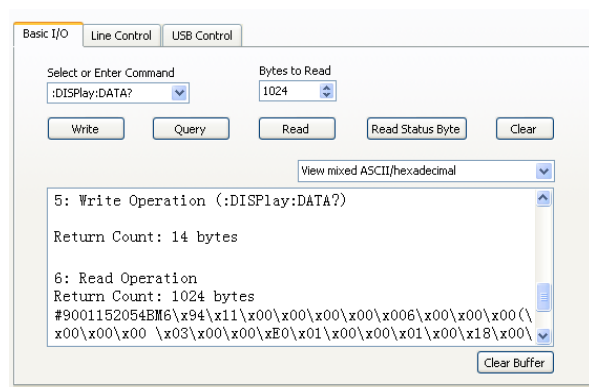 Basic I/O Line Control USB Control
Select or Enter Command Bytes to Read
:DISPlay:DATA? 1024
Write Query Read Read Status Byte Clear
View mixed ASCII/hexadecimal
5: Write Operation (:DISPlay:DATA?)
Return Count: 14 bytes
6: Read Operation
Return Count: 1024 bytes
#9001152054BM6\x94\x11\x00\x00\x00\x00\x006\x00\x00\x00(\
x00\x00\x00 \x03\x00\x00\xE0\x01\x00\x00\x01\x00\x18\x00\
Clear Buffer